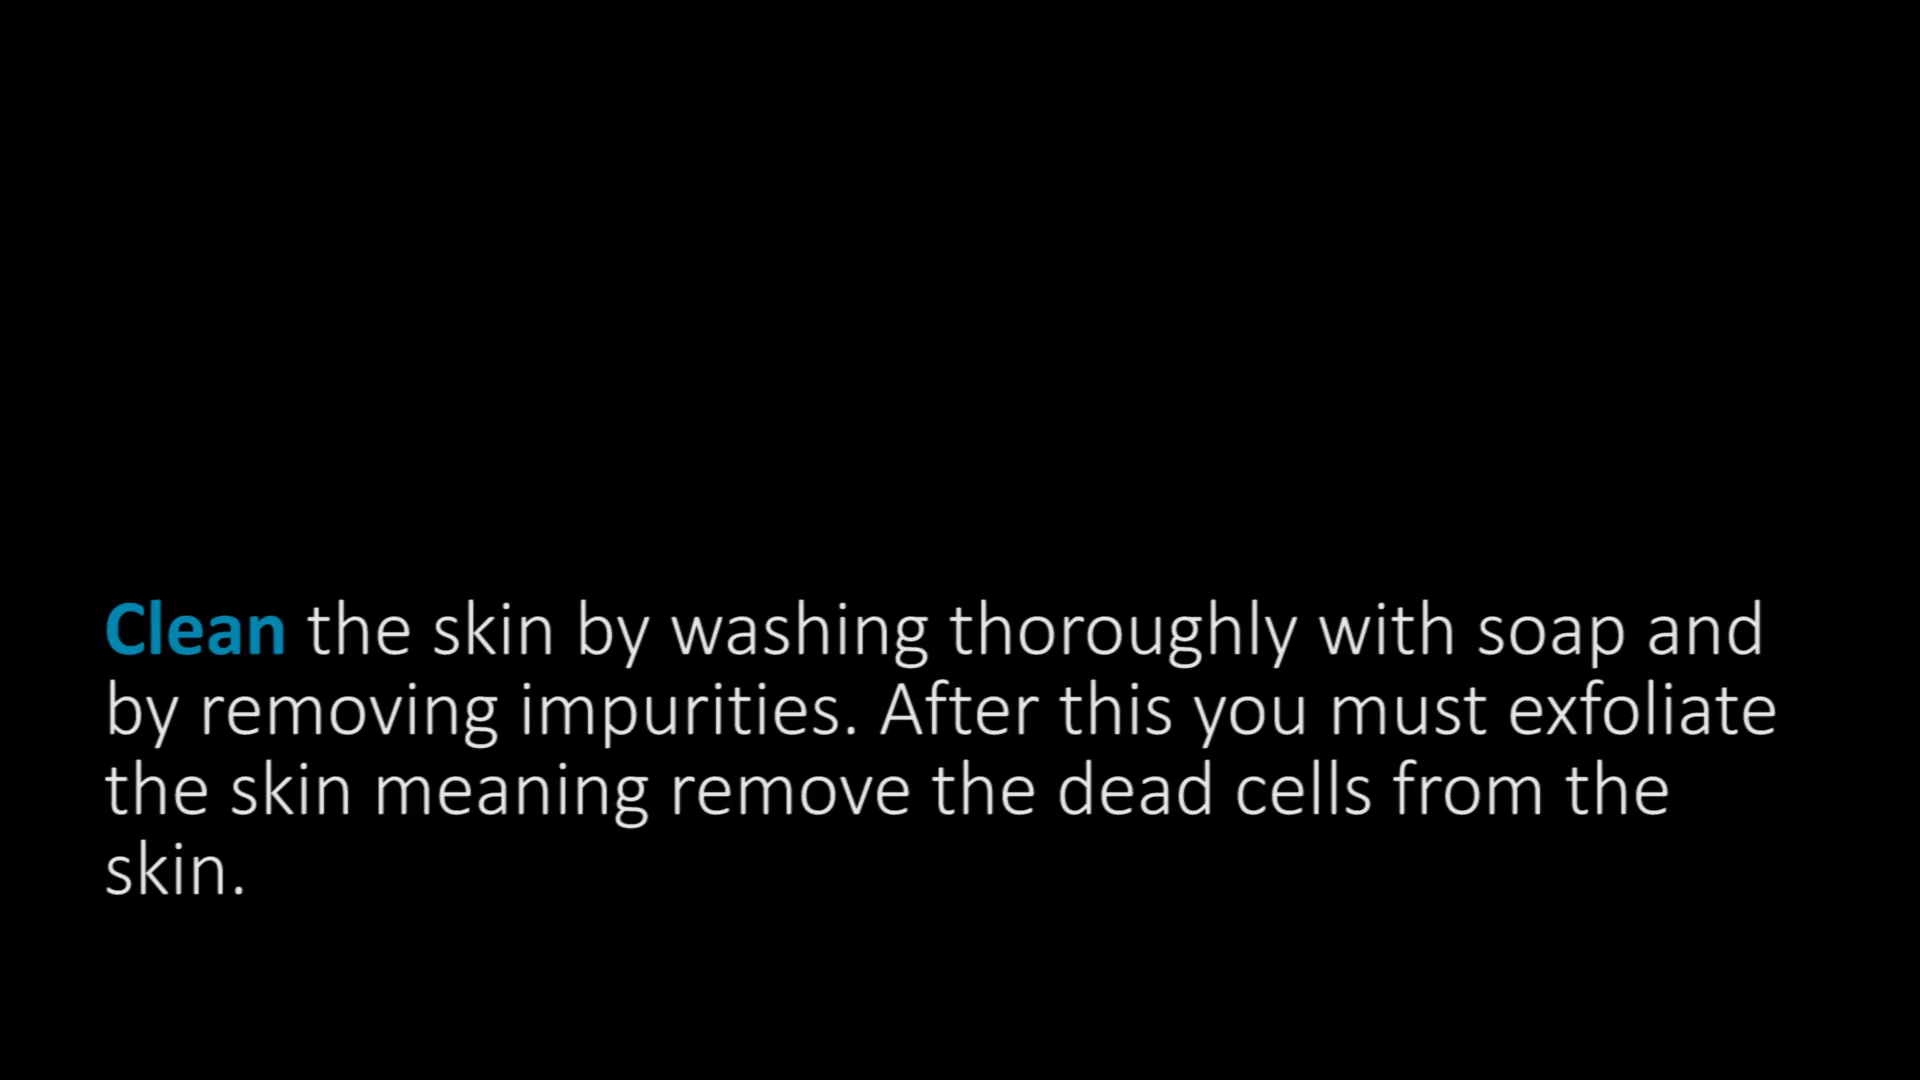 Clean the skin by washing thoroughly with soap and
by removing impurities. After this you must exfoliate
the skin meaning remove the dead cells from the
skin.